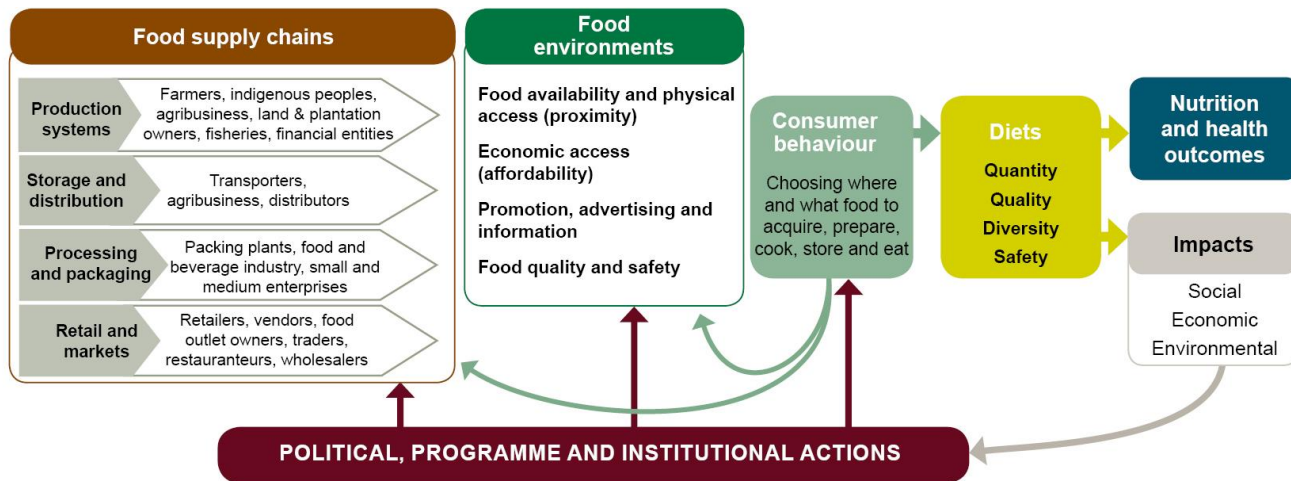 Food supply chains
Production
systems
Farmers, indigenous peoples,
agribusiness, land & plantation
owners, fisheries, financial entities
Storage and
distribution
Transporters,
agribusiness, distributors
Processing
and packaging
Packing plants, food and
beverage industry, small and
medium enterprises
Retail and
markets
Retailers, vendors, food
outlet owners, traders,
restauranteurs, wholesalers
Food
environments
Food availability and physical
access (proximity)
Economic access
(affordability)
Promotion, advertising and
information
Food quality and safety
Consumer
behaviour
Choosing where
and what food to
acquire, prepare,
cook, store and eat
Diets
Quantity
Quality
Diversity
Safety
Nutrition
and health
outcomes
Impacts
Social
Economic
Environmental
POLITICAL, PROGRAMME AND INSTITUTIONAL ACTIONS